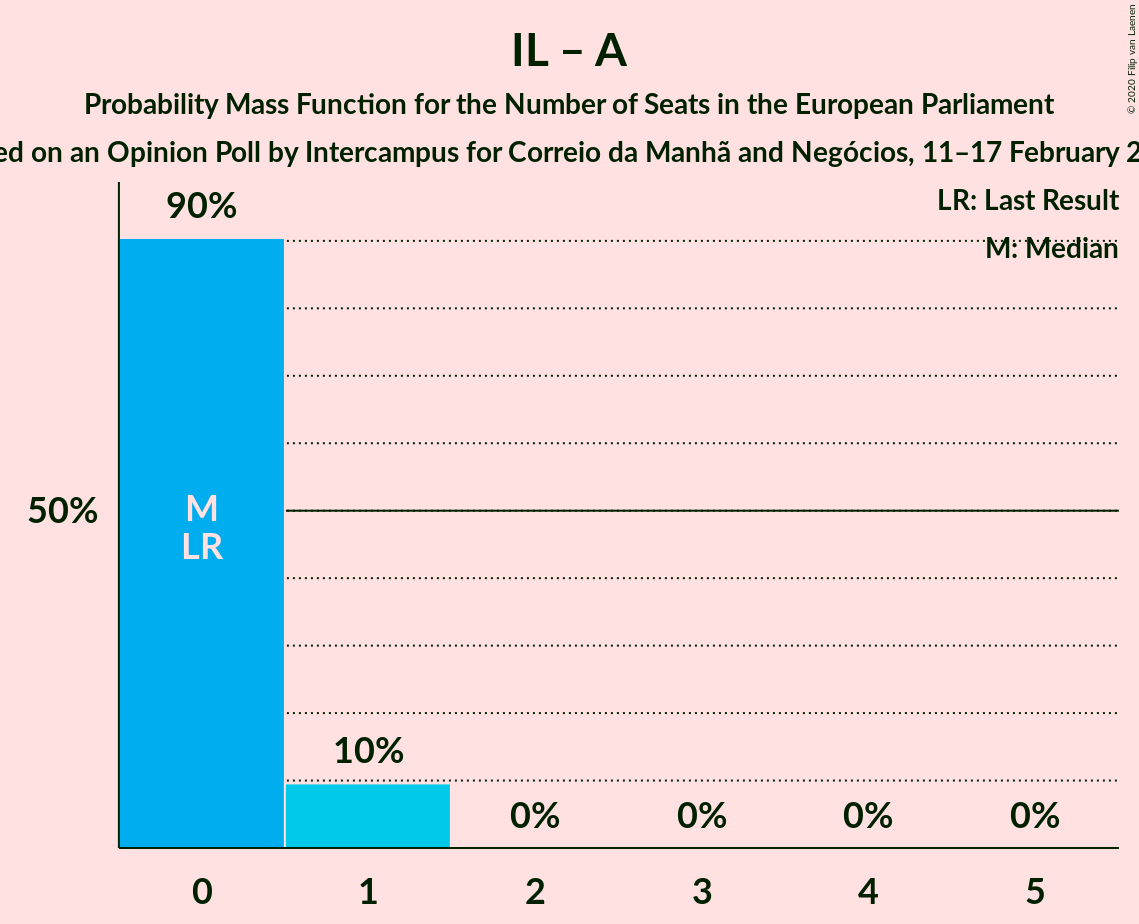 IL – A
Probability Mass Function for the Number of Seats in the European Parliament
on an Opinion Poll by Intercampus for Correio da Manhã and Negócios, 11–17 February
© 2020 Filip van Laenen
LR: Last Result
M: Median
90%
50%
M
LR
10%
0% 0% 0% 0%
0 1 2 3 4 5